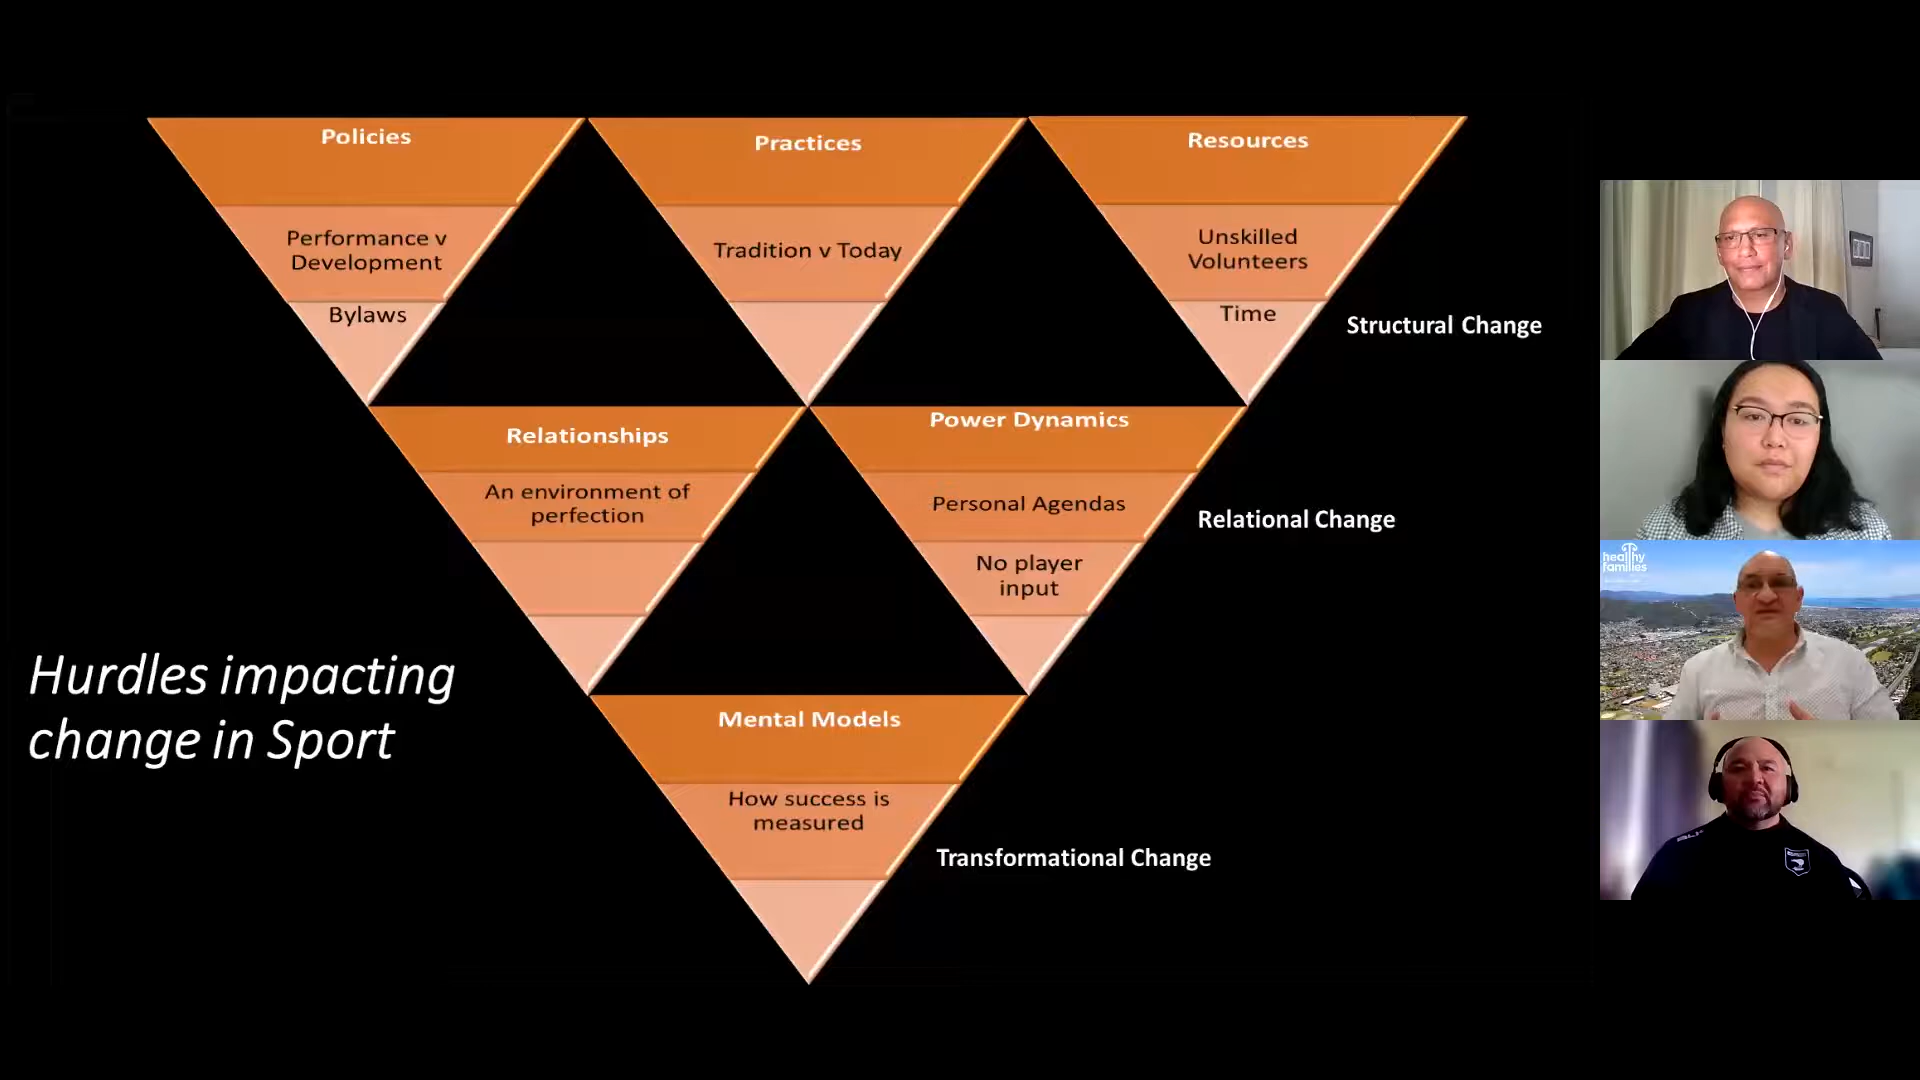 Policies
Practices
Resources
Performance v
Development
Tradition v Today
Unskilled
Volunteers
Bylaws
Time
Structural Change
Relationships
Power Dynamics
An environment of
perfection
Personal Agendas
No player
input
Relational Change
Hurdles impacting
change in Sport
Mental Models
How success is
measured
Transformational Change
healthy
families